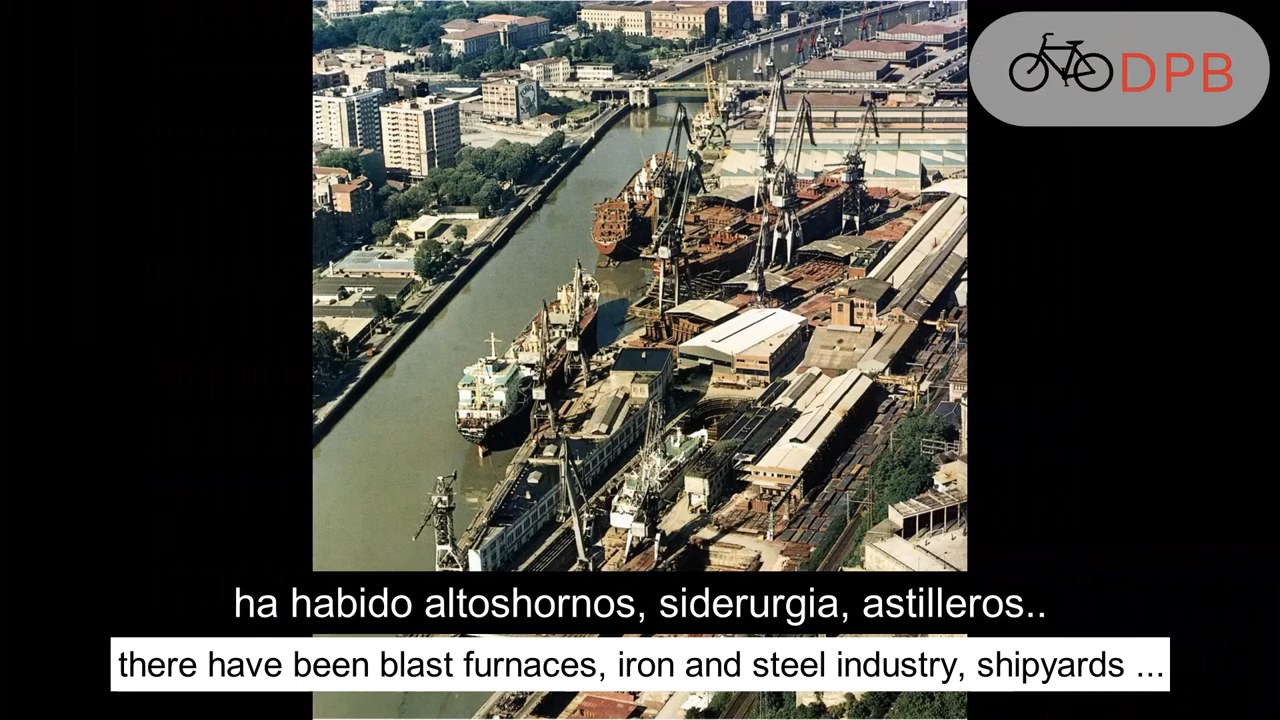 DPB
ha habido altoshornos, siderurgia, astilleros..
there have been blast furnaces, iron and steel industry, shipyards ...